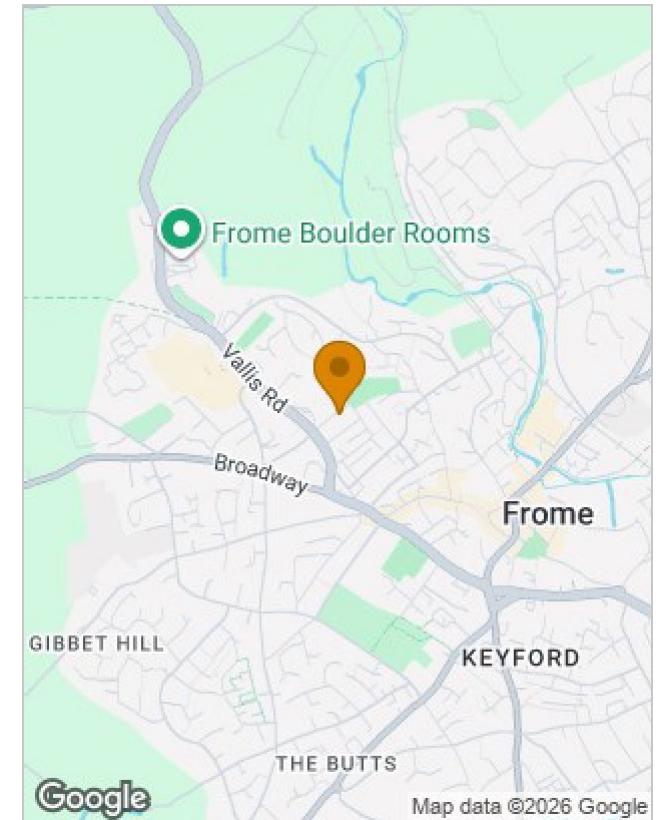 Frome Boulder Rooms
Vallis Rd
Broadway
Frome
GIBBET HILL
KEYFORD
THE BUTTS
Google
Map data ©2026 Google